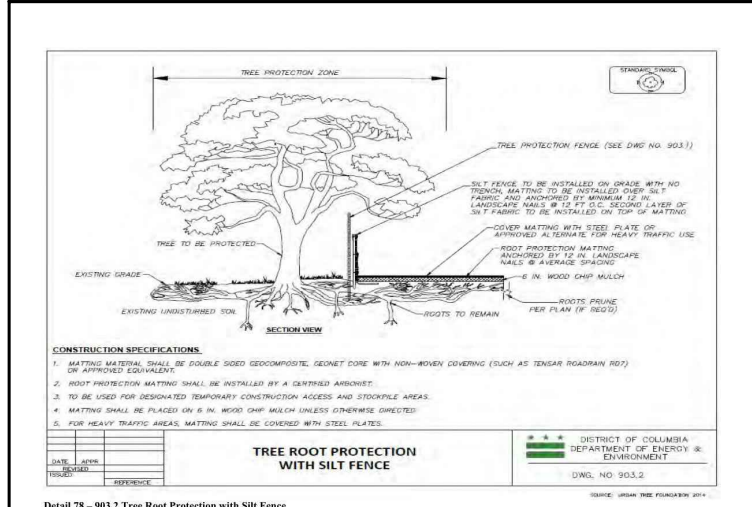 TREE PROTECTION ZONE
STANDARD SYMBOL
TREE PROTECTION FENCE (SEE DWG NO. 903.1)
SILT FENCE TO BE INSTALLED ON GRADE WITH NO
TRENCH, MATTING TO BE INSTALLED OVER SILT
FABRIC AND ANCHORED BY MINIMUM 12 IN.
LANDSCAPE NAILS @ 12 FT O.C. SECOND LAYER OF
SILT FABRIC TO BE INSTALLED ON TOP OF MATTING
COVER MATTING WITH STEEL PLATE OR
APPROVED ALTERNATE FOR HEAVY TRAFFIC USE
ROOT PROTECTION MATTING
ANCHORED BY 12 IN. LANDSCAPE
NAILS @ AVERAGE SPACING
6 IN. WOOD CHIP MULCH
TREE TO BE PROTECTED
EXISTING GRADE
EXISTING UNDISTURBED SOIL
ROOTS TO REMAIN
ROOTS PRUNE
PER PLAN (IF REQ'D)
SECTION VIEW
CONSTRUCTION SPECIFICATIONS
1. MATTING MATERIAL SHALL BE DOUBLE SIDED GEOCOMPOSITE, GEONET CORE WITH NON-WOVEN COVERING (SUCH AS TENSAR ROADRAIN RD7)
OR APPROVED EQUIVALENT.
2. ROOT PROTECTION MATTING SHALL BE INSTALLED BY A CERTIFIED ARBORIST.
3. TO BE USED FOR DESIGNATED TEMPORARY CONSTRUCTION ACCESS AND STOCKPILE AREAS.
4. MATTING SHALL BE PLACED ON 6 IN. WOOD CHIP MULCH UNLESS OTHERWISE DIRECTED.
5. FOR HEAVY TRAFFIC AREAS, MATTING SHALL BE COVERED WITH STEEL PLATES.
DATE APPR.
REVISED
ISSUED:
REFERENCE
TREE ROOT PROTECTION
WITH SILT FENCE
DISTRICT OF COLUMBIA
DEPARTMENT OF ENERGY &
ENVIRONMENT
DWG. NO. 903.2
SOURCE: URBAN TREE FOUNDATION 2014
Detail 78 – 903.2 Tree Root Protection with Silt Fence